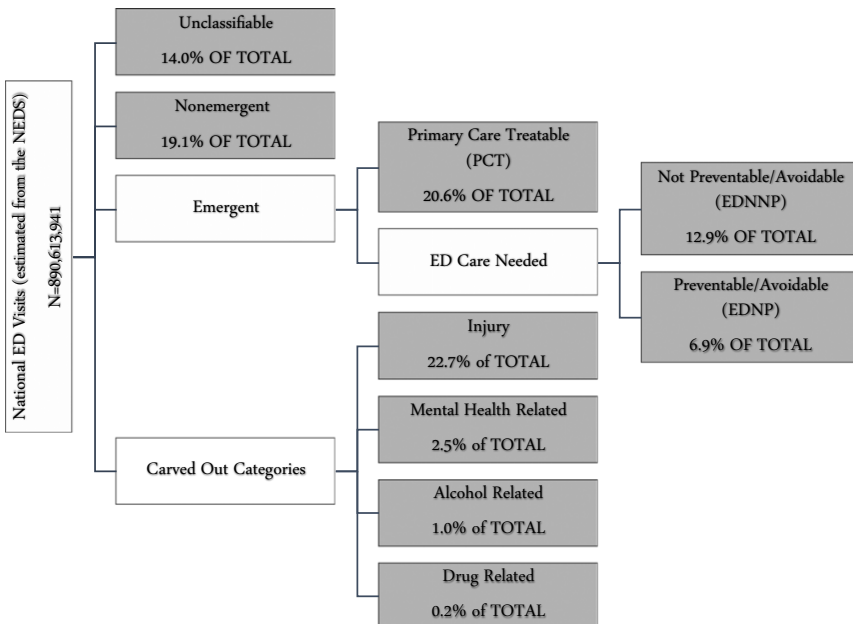 National ED Visits (estimated from the NEDS)
N=890,613,941
Unclassifiable
14.0% OF TOTAL
Nonemergent
19.1% OF TOTAL
Emergent
Primary Care Treatable
(PCT)
20.6% OF TOTAL
ED Care Needed
Not Preventable/Avoidable
(EDNNP)
12.9% OF TOTAL
Preventable/Avoidable
(EDNP)
6.9% OF TOTAL
Carved Out Categories
Injury
22.7% of TOTAL
Mental Health Related
2.5% of TOTAL
Alcohol Related
1.0% of TOTAL
Drug Related
0.2% of TOTAL